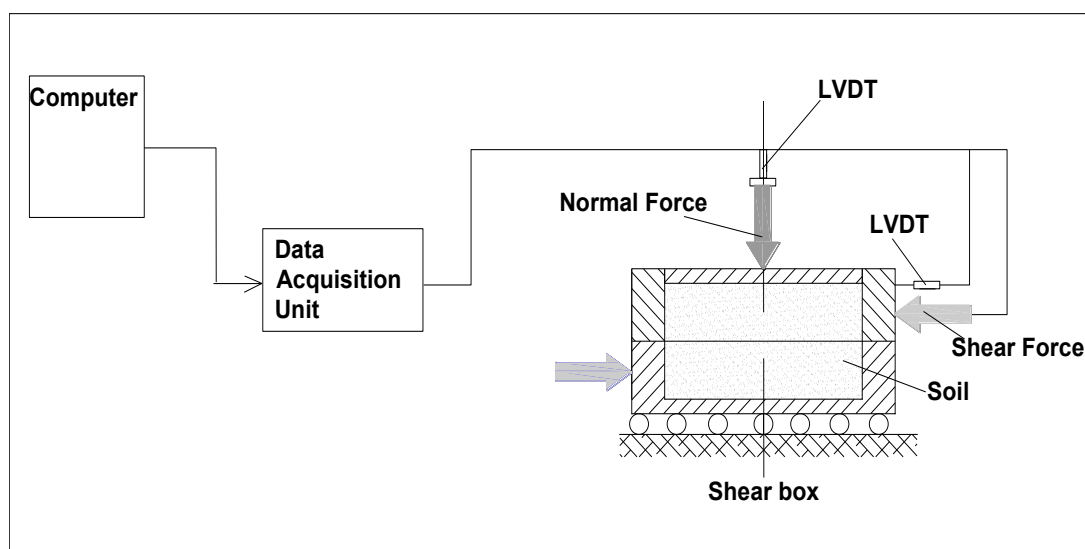 LVDT
Computer
Normal Force
LVDT
Data
Acquisition
Unit
Shear Force
Soil
Shear box